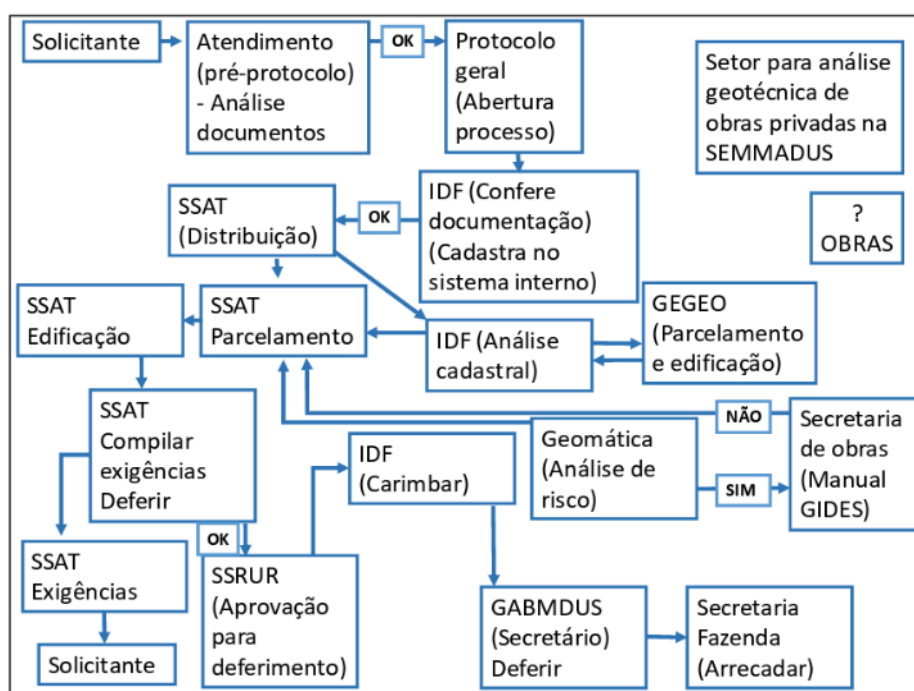 Solicitante
Atendimento
(pré-protocolo)
- Análise
documentos
OK
Protocolo
geral
(Abertura
processo)
Setor para análise
geotécnica de
obras privadas na
SEMMADUS
?
OBRAS
IDF (Confere
documentação)
(Cadastra no
sistema interno)
OK
SSAT
(Distribuição)
SSAT
Edificação
SSAT
Parcelamento
IDF (Análise
cadastral)
GEGEO
(Parcelamento
e edificação)
SSAT
Compilar
exigências
Deferir
IDF
(Carimbar)
Geomática
(Análise de
risco)
NÃO
SIM
Secretaria
de obras
(Manual
GIDES)
OK
SSAT
Exigências
Solicitante
SSRUR
(Aprovação
para
deferimento)
GABMDUS
(Secretário)
Deferir
Secretaria
Fazenda
(Arrecadar)